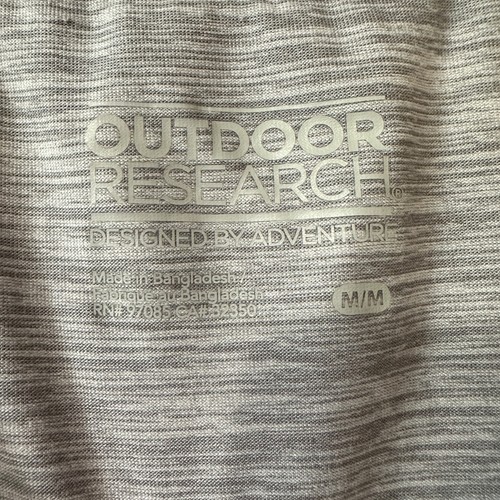 OUTDOOR
RESEARCH®
DESIGNED BY ADVENTURE
Made in Bangladesh /
Fabriqué au Bangladesh
RN# 97085 CA# 32350
M/M